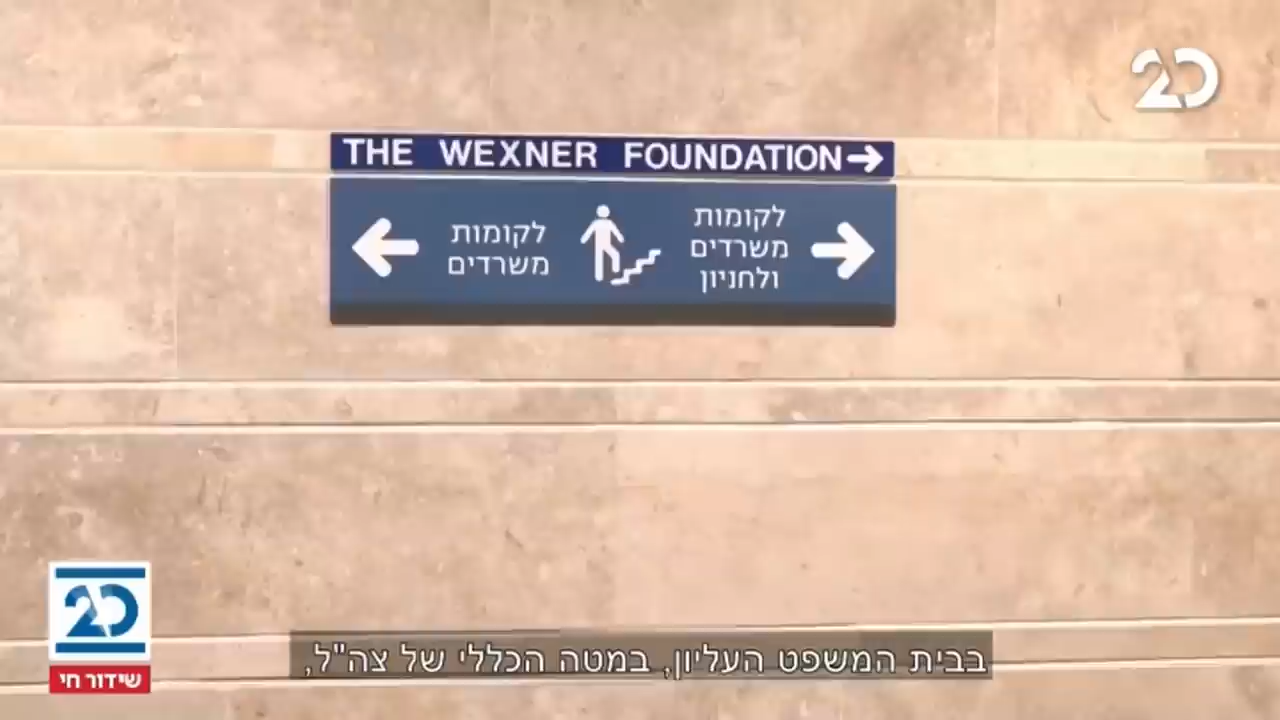 20
THE WEXNER FOUNDATION→
לקומות
משרדים
ולחניון
לקומות
משרדים
20
שידור חי
בבית המשפט העליון, במטה הכללי של צה"ל,